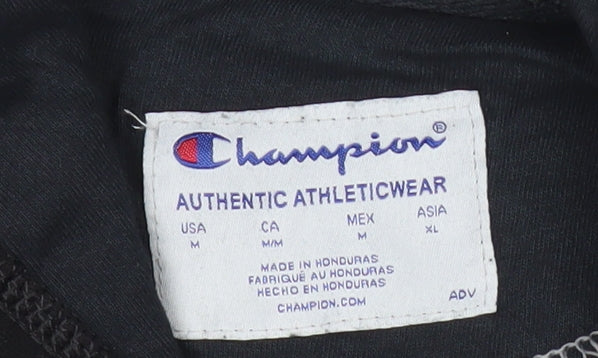 Champion®
AUTHENTIC ATHLETICWEAR
USA CA MEX ASIA
M M/M M XL
MADE IN HONDURAS
FABRIQUÉ AU HONDURAS
HECHO EN HONDURAS
CHAMPION.COM ADV